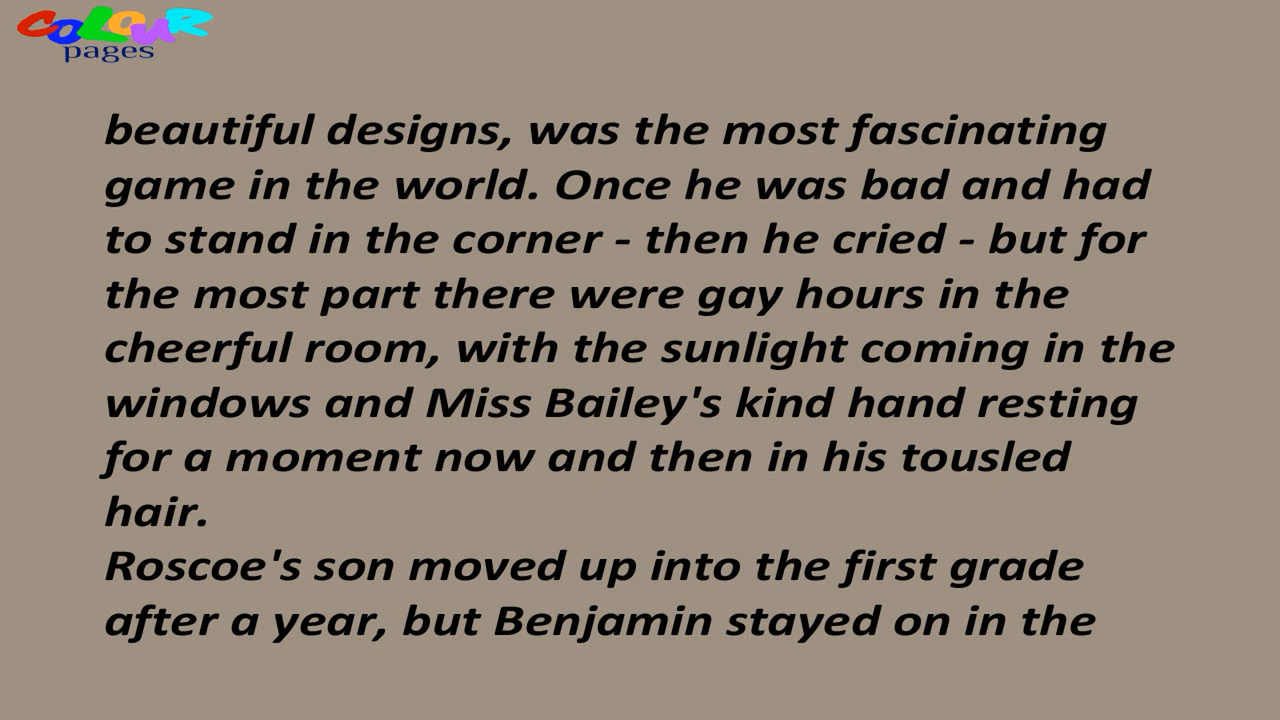 COLOUR
pages
beautiful designs, was the most fascinating
game in the world. Once he was bad and had
to stand in the corner - then he cried - but for
the most part there were gay hours in the
cheerful room, with the sunlight coming in the
windows and Miss Bailey's kind hand resting
for a moment now and then in his tousled
hair.
Roscoe's son moved up into the first grade
after a year, but Benjamin stayed on in the